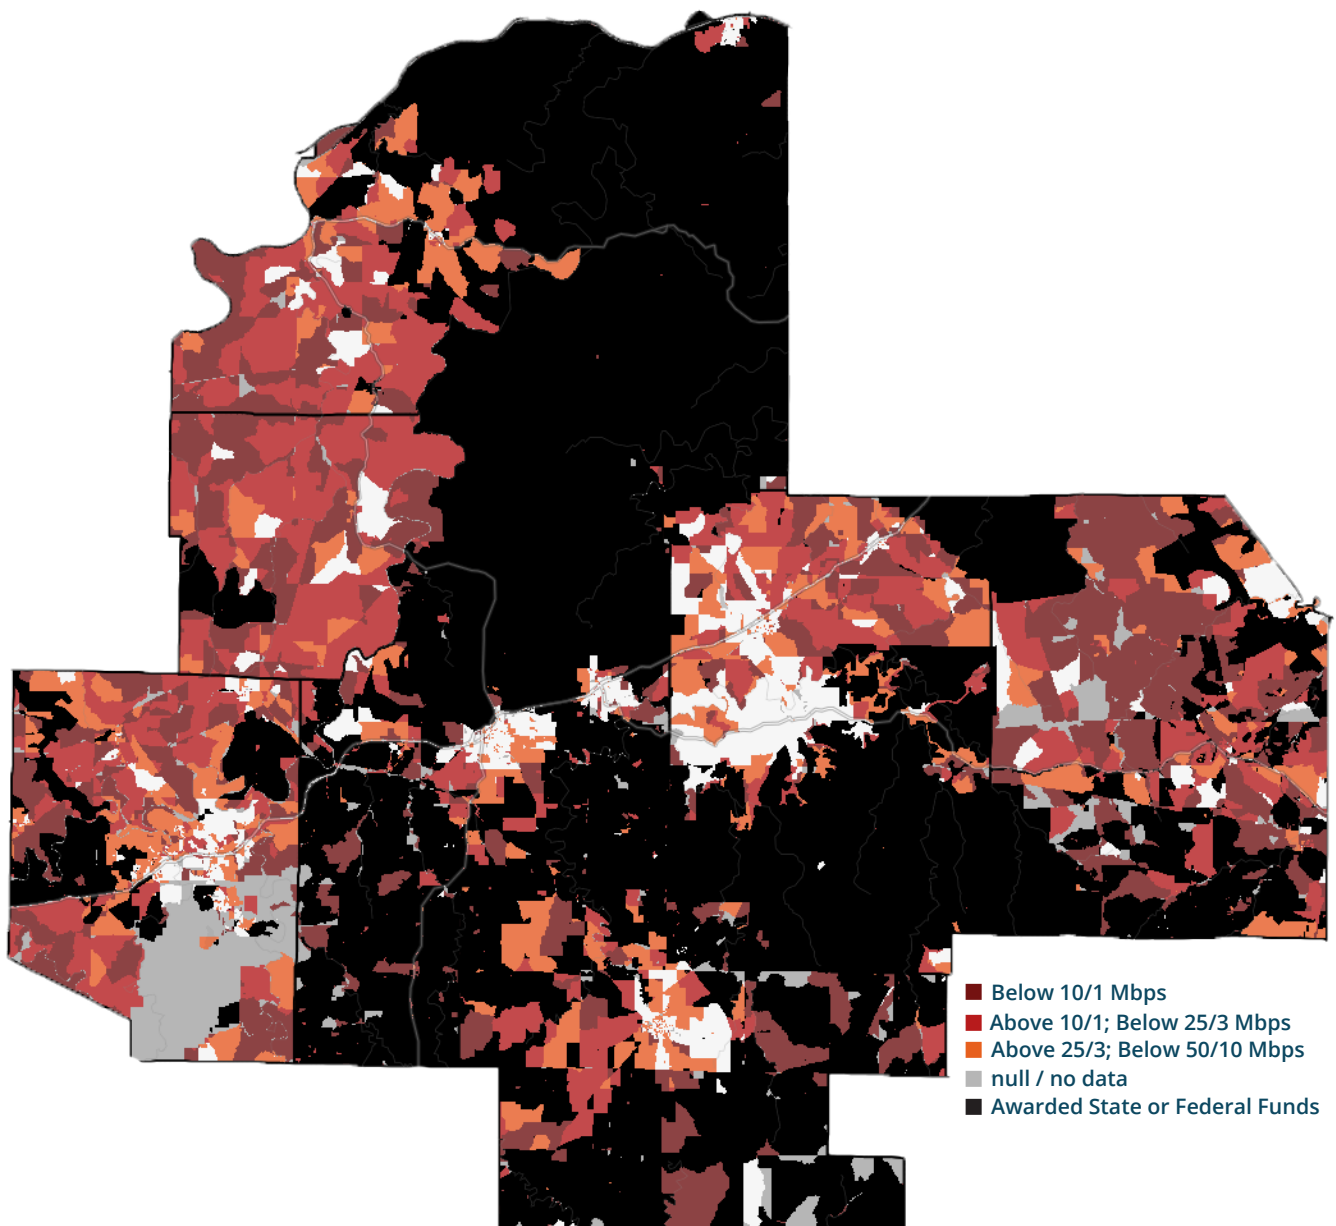 Below 10/1 Mbps
Above 10/1; Below 25/3 Mbps
Above 25/3; Below 50/10 Mbps
null / no data
Awarded State or Federal Funds